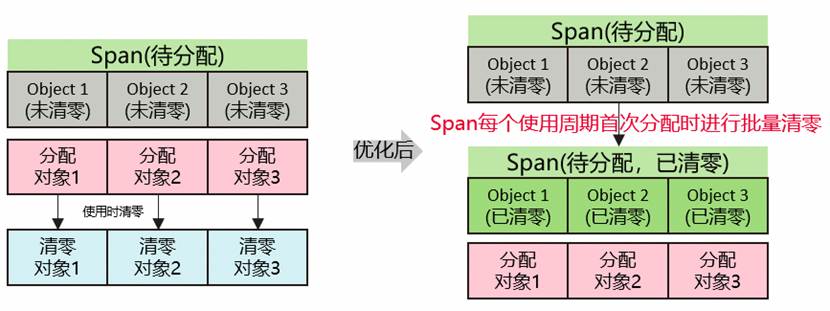 Span(待分配)
Object 1 Object 2 Object 3
(未清零) (未清零) (未清零)
分配 分配 分配
对象1 对象2 对象3
使用时清零
清零 清零 清零
对象1 对象2 对象3
优化后
Span(待分配)
Object 1 Object 2 Object 3
(未清零) (未清零) (未清零)
Span每个使用周期首次分配时进行批量清零
Span(待分配，已清零)
Object 1 Object 2 Object 3
(已清零) (已清零) (已清零)
分配 分配 分配
对象1 对象2 对象3